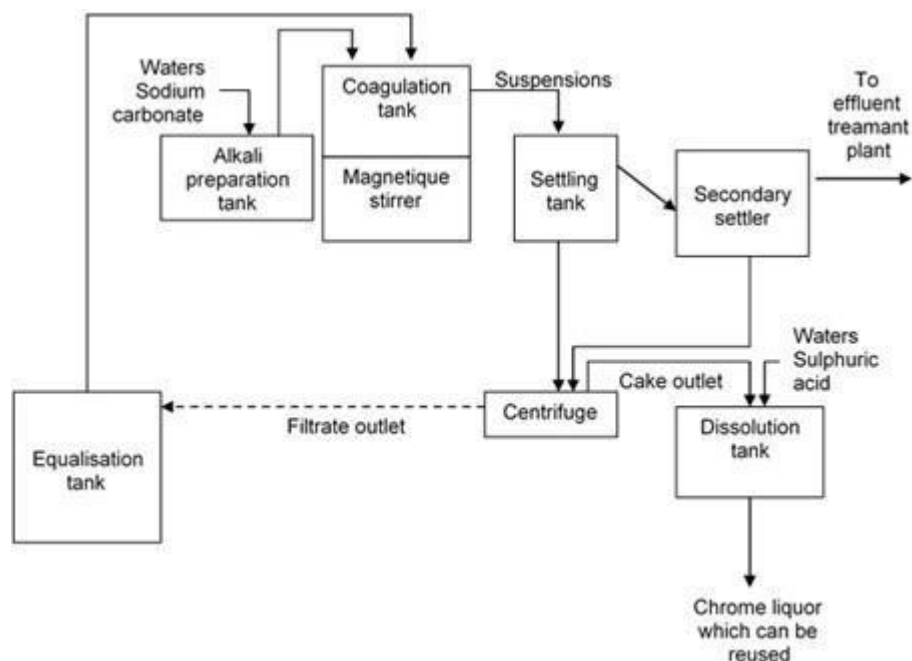 Waters
Sodium
carbonate
Alkali
preparation
tank
Coagulation
tank
Magnetique
stirrer
Suspensions
Settling
tank
Secondary
settler
To
effluent
treamant
plant
Equalisation
tank
Filtrate outlet
Centrifuge
Cake outlet
Waters
Sulphuric
acid
Dissolution
tank
Chrome liquor
which can be
reused